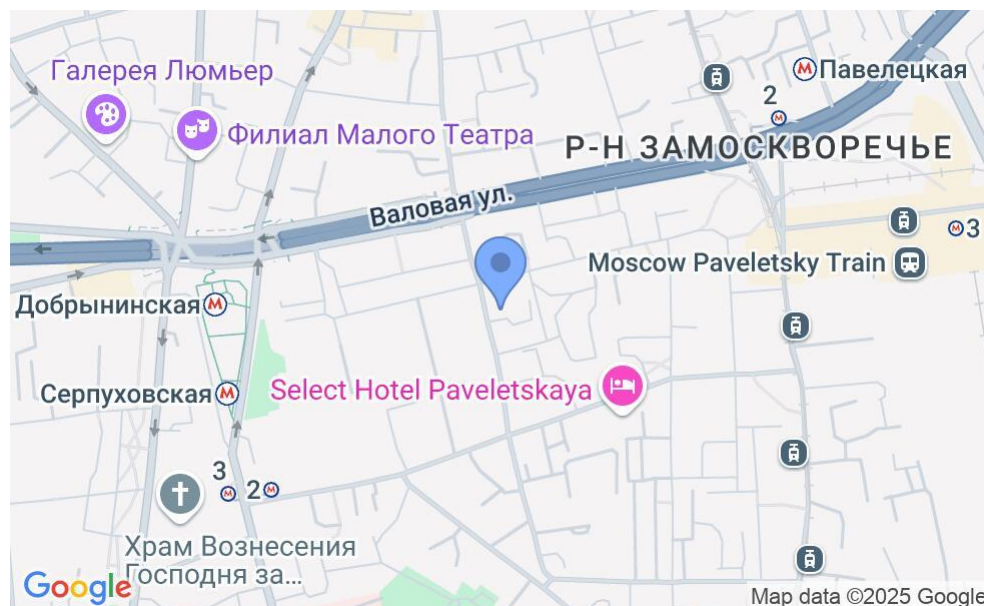 Галерея Люмьер
Павелецкая
2
Филиал Малого Театра
Р-Н ЗАМОСКВОРЕЧЬЕ
Валовая ул.
3
Moscow Paveletsky Train
Добрынинская
Серпуховская
Select Hotel Paveletskaya
3
2
Храм Вознесения
Господня за...
Google
Map data ©2025 Google